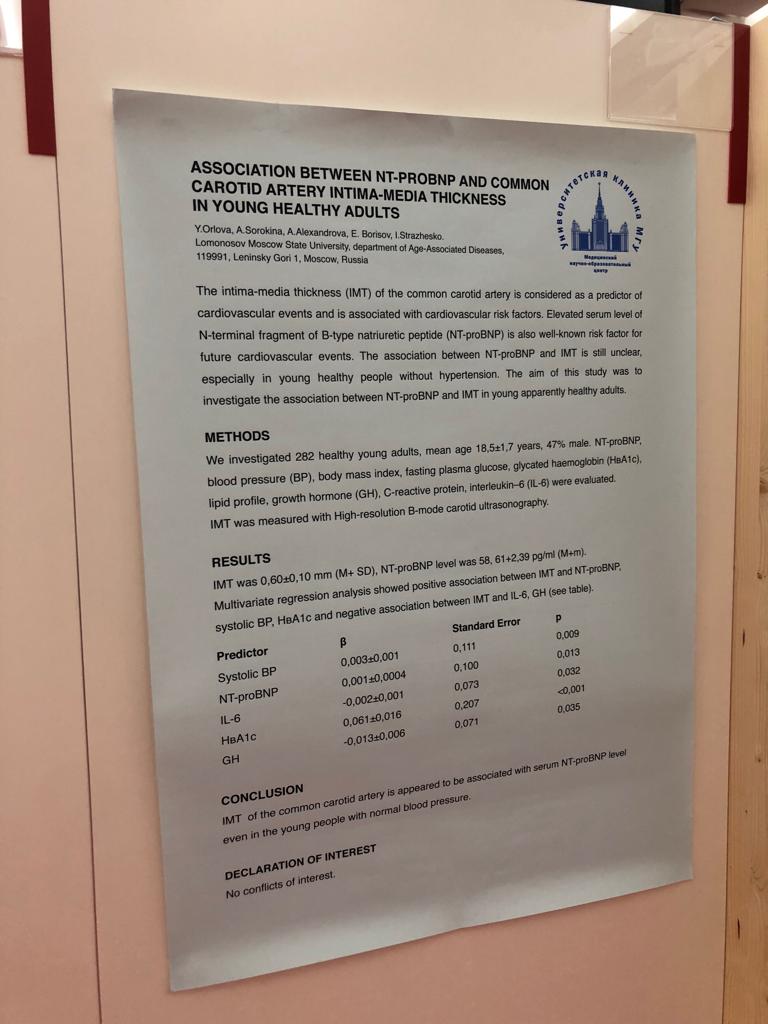 ASSOCIATION BETWEEN NT-PROBNP AND COMMON
CAROTID ARTERY INTIMA-MEDIA THICKNESS
IN YOUNG HEALTHY ADULTS
Y.Orlova, A.Sorokina, A.Alexandrova, E. Borisov, I.Strazhesko.
Lomonosov Moscow State University, department of Age-Associated Diseases,
119991, Leninsky Gori 1, Moscow, Russia
Университетская клиника МГУ
Медицинский
научно-образовательный
центр
The intima-media thickness (IMT) of the common carotid artery is considered as a predictor of
cardiovascular events and is associated with cardiovascular risk factors. Elevated serum level of
N-terminal fragment of B-type natriuretic peptide (NT-proBNP) is also well-known risk factor for
future cardiovascular events. The association between NT-proBNP and IMT is still unclear,
especially in young healthy people without hypertension. The aim of this study was to
investigate the association between NT-proBNP and IMT in young apparently healthy adults.
METHODS
We investigated 282 healthy young adults, mean age 18,5±1,7 years, 47% male. NT-proBNP,
blood pressure (BP), body mass index, fasting plasma glucose, glycated haemoglobin (HвA1c),
lipid profile, growth hormone (GH), C-reactive protein, interleukin–6 (IL-6) were evaluated.
IMT was measured with High-resolution B-mode carotid ultrasonography.
RESULTS
IMT was 0,60±0,10 mm (M+ SD), NT-proBNP level was 58, 61+2,39 pg/ml (M+m).
Multivariate regression analysis showed positive association between IMT and NT-proBNP,
systolic BP, HвA1c and negative association between IMT and IL-6, GH (see table).
Predictor β Standard Error p
Systolic BP 0,003±0,001 0,111 0,009
NT-proBNP 0,001±0,0004 0,100 0,013
IL-6 -0,002±0,001 0,073 0,032
HвA1c 0,061±0,016 0,207 <0,001
GH -0,013±0,006 0,071 0,035
CONCLUSION
IMT of the common carotid artery is appeared to be associated with serum NT-proBNP level
even in the young people with normal blood pressure.
DECLARATION OF INTEREST
No conflicts of interest.